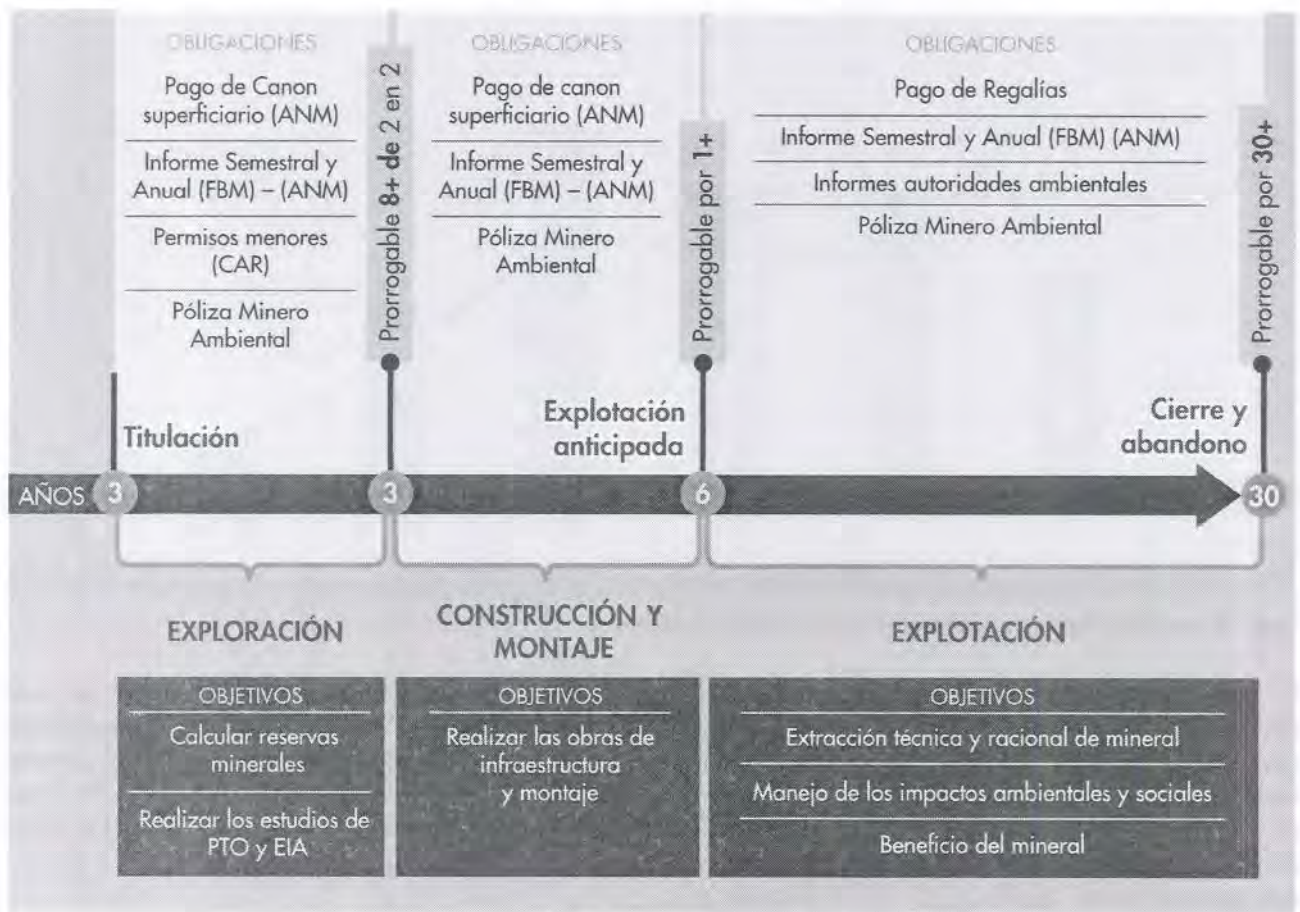 OBLIGACIONES
Pago de Canon
superficiario (ANM)
Informe Semestral y
Anual (FBM) – (ANM)
Permisos menores
(CAR)
Póliza Minero
Ambiental
Prorrogable 8+ de 2 en 2
OBLIGACIONES
Pago de canon
superficiario (ANM)
Informe Semestral y
Anual (FBM) – (ANM)
Póliza Minero
Ambiental
Prorrogable por 1+
OBLIGACIONES
Pago de Regalías
Informe Semestral y Anual (FBM) (ANM)
Informes autoridades ambientales
Póliza Minero Ambiental
Prorrogable por 30+
Titulación
Explotación
anticipada
Cierre y
abandono
AÑOS 3 3 6 30
EXPLORACIÓN
CONSTRUCCIÓN Y
MONTAJE
EXPLOTACIÓN
OBJETIVOS
Calcular reservas
minerales
Realizar los estudios de
PTO y EIA
OBJETIVOS
Realizar las obras de
infraestructura
y montaje
OBJETIVOS
Extracción técnica y racional de mineral
Manejo de los impactos ambientales y sociales
Beneficio del mineral